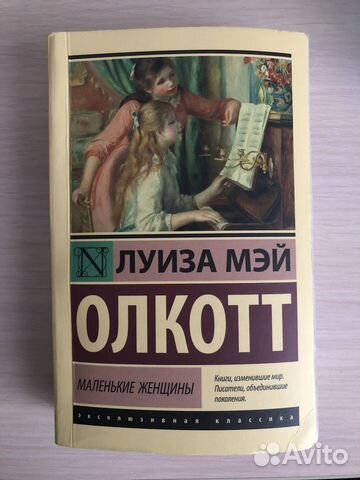 N ЛУИЗА МЭЙ
ОЛКОТТ
МАЛЕНЬКИЕ ЖЕНЩИНЫ
Книги, изменившие мир.
Писатели, объединившие
поколения.
эксклюзивная классика
Avito